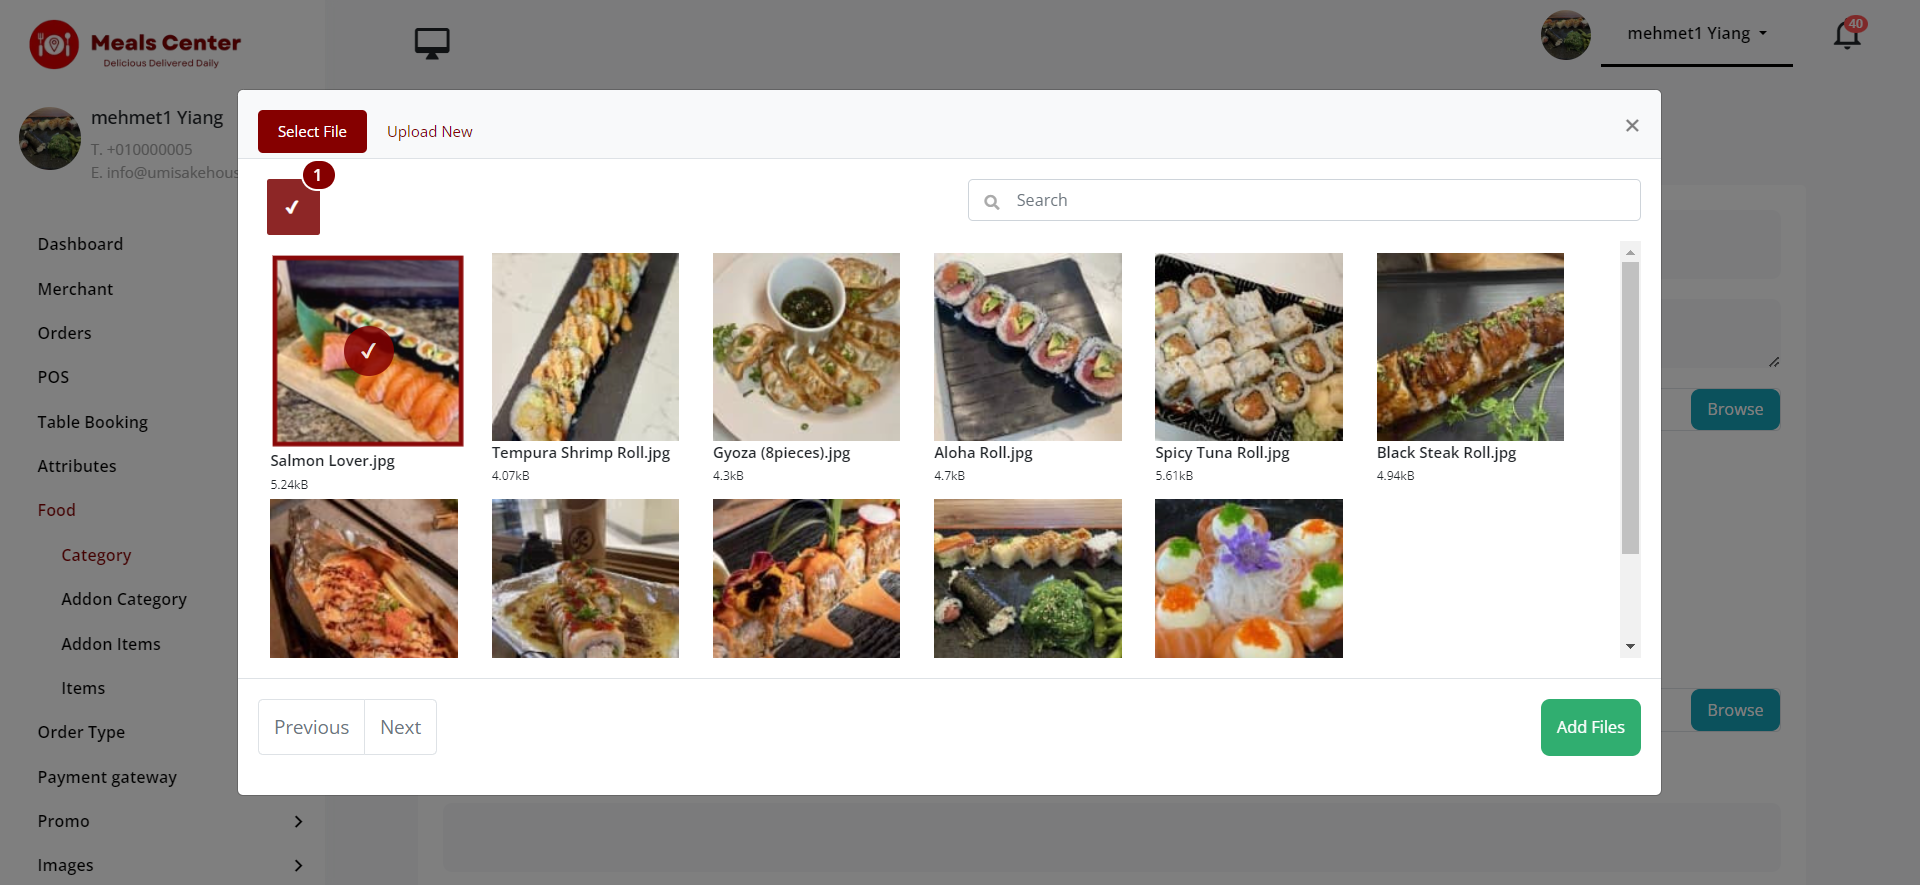 Meals Center
Delicious Delivered Daily
mehmet1 Yiang
40
mehmet1 Yiang
T. +010000005
E. info@umisakehous
Dashboard
Merchant
Orders
POS
Table Booking
Attributes
Food
Category
Addon Category
Addon Items
Items
Order Type
Payment gateway
Promo
Images
Select File
Upload New
×
1
Search
Salmon Lover.jpg
5.24kB
Tempura Shrimp Roll.jpg
4.07kB
Gyoza (8pieces).jpg
4.3kB
Aloha Roll.jpg
4.7kB
Spicy Tuna Roll.jpg
5.61kB
Black Steak Roll.jpg
4.94kB
Previous
Next
Add Files
Browse
Browse